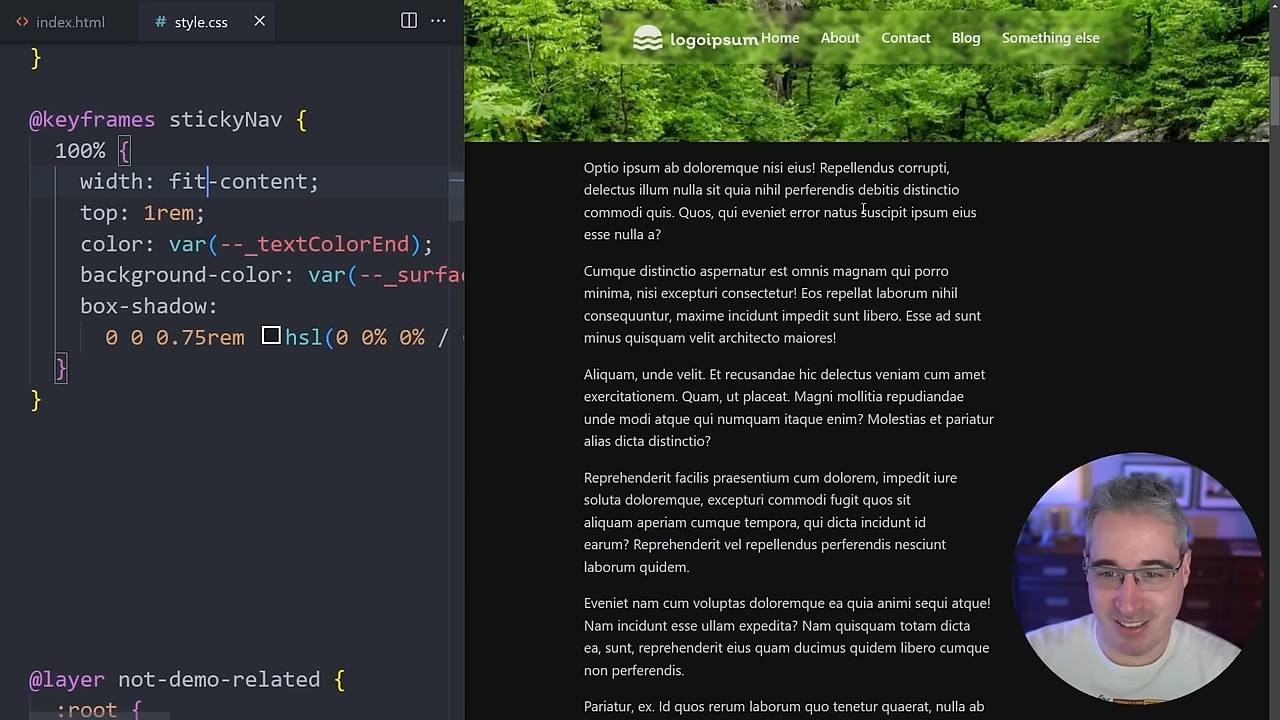 index.html
# style.css
}
@keyframes stickyNav {
100% {
width: fit-content;
top: 1rem;
color: var(--_textColorEnd);
background-color: var(--_surfac
box-shadow:
0 0 0.75rem hsl(0 0% 0% /
}
}
@layer not-demo-related {
:root {
logoipsum Home About Contact Blog Something else
Optio ipsum ab doloremque nisi eius! Repellendus corrupti,
delectus illum nulla sit quia nihil perferendis debitis distinctio
commodi quis. Quos, qui eveniet error natus suscipit ipsum eius
esse nulla a?
Cumque distinctio aspernatur est omnis magnam qui porro
minima, nisi excepturi consectetur! Eos repellat laborum nihil
consequuntur, maxime incidunt impedit sunt libero. Esse ad sunt
minus quisquam velit architecto maiores!
Aliquam, unde velit. Et recusandae hic delectus veniam cum amet
exercitationem. Quam, ut placeat. Magni mollitia repudiandae
unde modi atque qui numquam itaque enim? Molestias et pariatur
alias dicta distinctio?
Reprehenderit facilis praesentium cum dolorem, impedit iure
soluta doloremque, excepturi commodi fugit quos sit
aliquam aperiam cumque tempora, qui dicta incidunt id
earum? Reprehenderit vel repellendus perferendis nesciunt
laborum quidem.
Eveniet nam cum voluptas doloremque ea quia animi sequi atque!
Nam incidunt esse ullam expedita? Nam quisquam totam dicta
ea, sunt, reprehenderit eius quam ducimus quidem libero cumque
non perferendis.
Pariatur, ex. Id quos rerum laborum quo tenetur quaerat, nulla ab